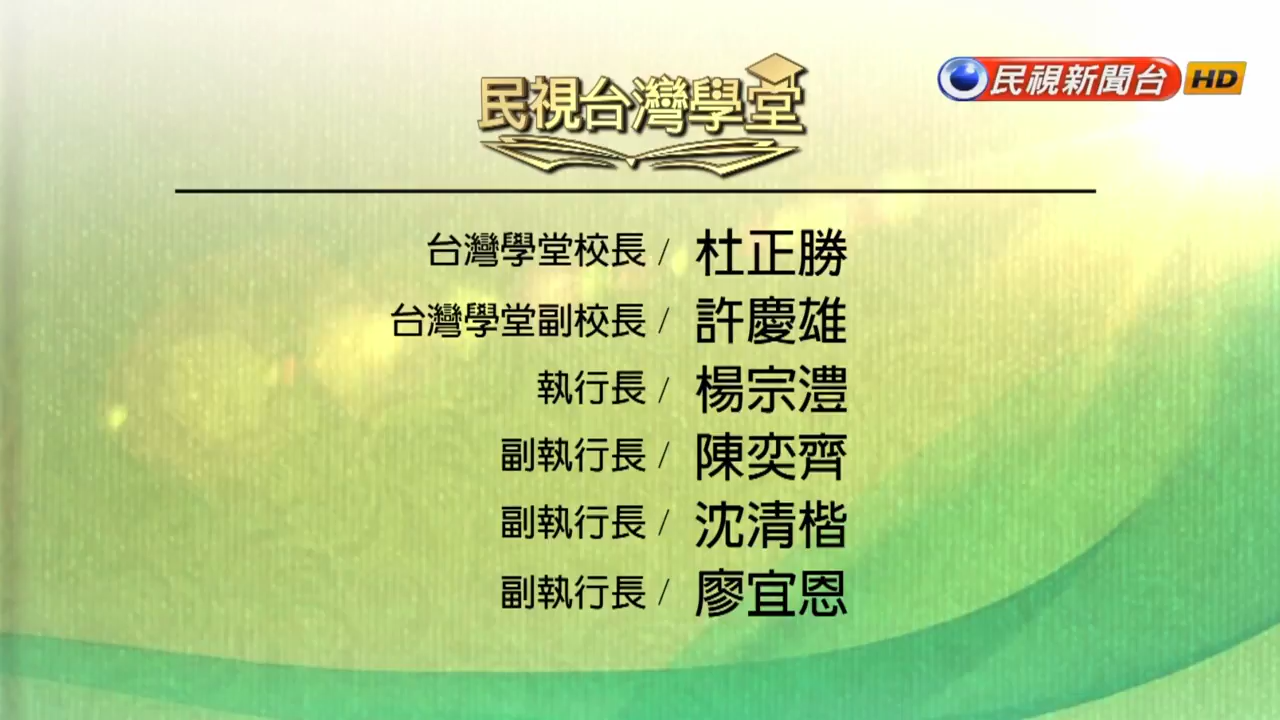 民視台灣學堂
民視新聞台 HD
台灣學堂校長 / 杜正勝
台灣學堂副校長 / 許慶雄
執行長 / 楊宗澧
副執行長 / 陳奕齊
副執行長 / 沈清楷
副執行長 / 廖宜恩